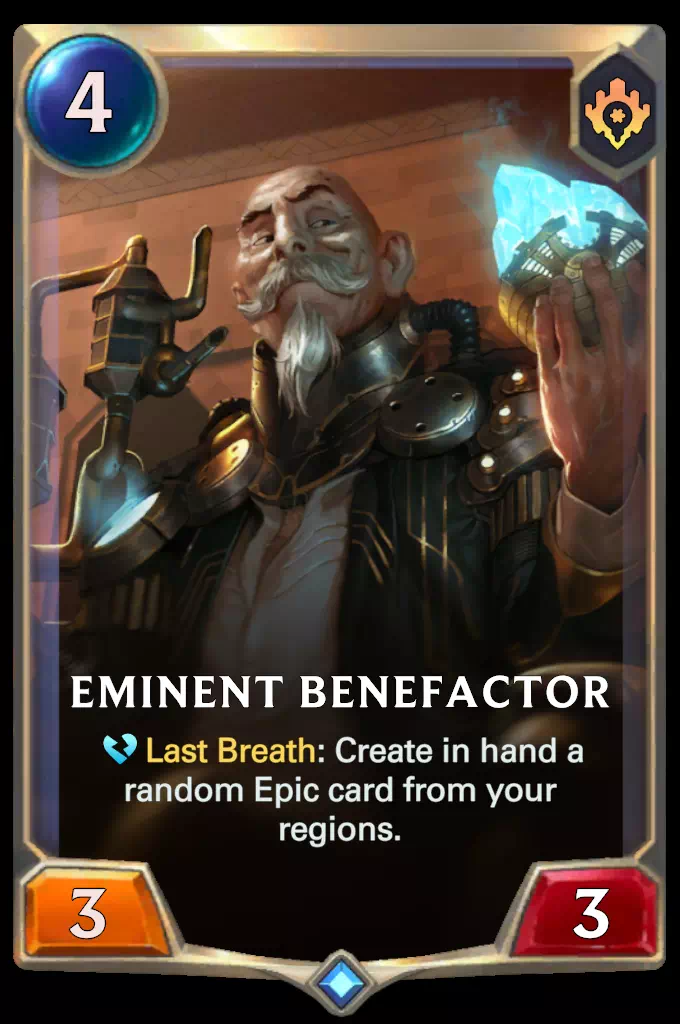 4
EMINENT BENEFACTOR
Last Breath: Create in hand a
random Epic card from your
regions.
3 3